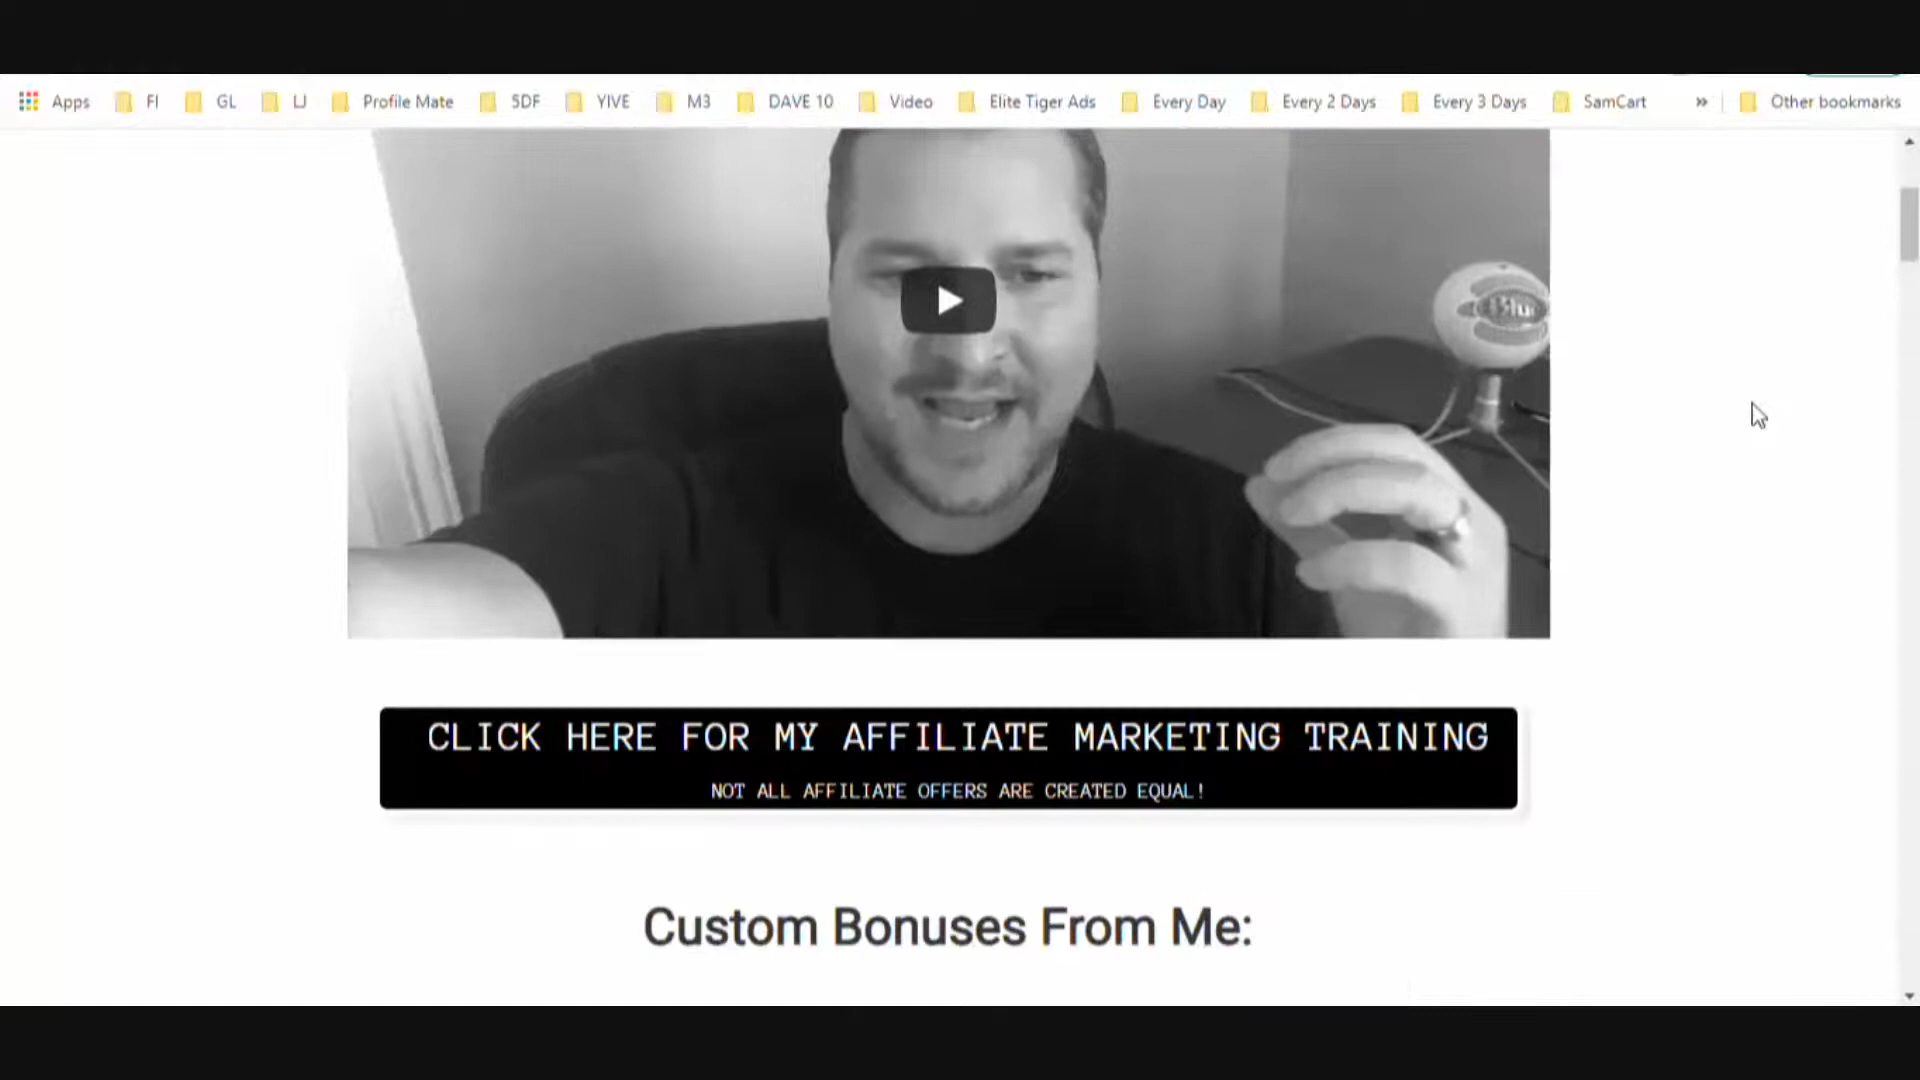 Apps FI GL LJ Profile Mate 5DF YIVE M3 DAVE 10 Video Elite Tiger Ads Every Day Every 2 Days Every 3 Days SamCart » Other bookmarks
Blue
CLICK HERE FOR MY AFFILIATE MARKETING TRAINING
NOT ALL AFFILIATE OFFERS ARE CREATED EQUAL!
Custom Bonuses From Me: